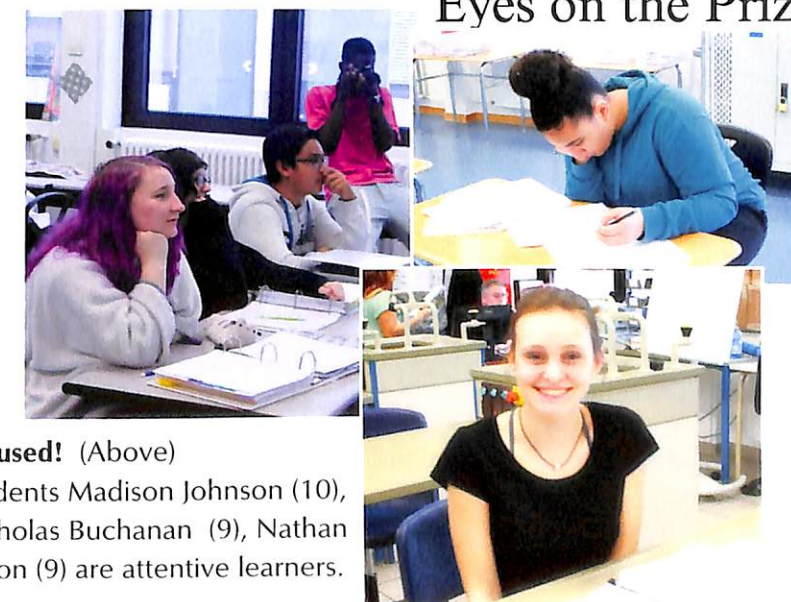 Eyes on the Priz
used! (Above)
dents Madison Johnson (10),
holas Buchanan (9), Nathan
on (9) are attentive learners.